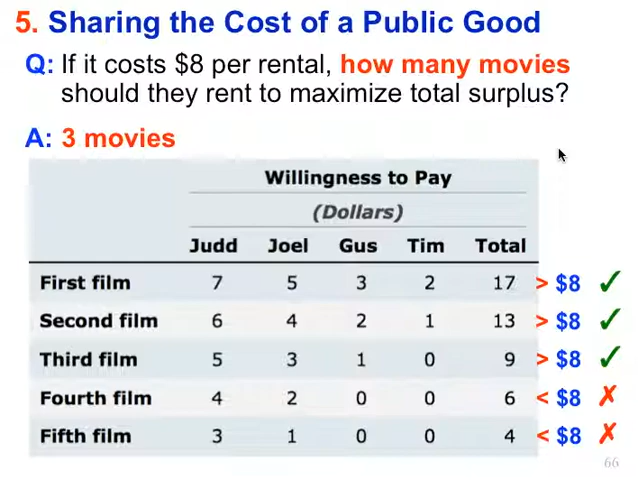 5. Sharing the Cost of a Public Good
Q: If it costs $8 per rental, how many movies
should they rent to maximize total surplus?
A: 3 movies
Willingness to Pay
(Dollars)
Judd Joel Gus Tim Total
First film 7 5 3 2 17 > $8 ✓
Second film 6 4 2 1 13 > $8 ✓
Third film 5 3 1 0 9 > $8 ✓
Fourth film 4 2 0 0 6 < $8 ✗
Fifth film 3 1 0 0 4 < $8 ✗
66